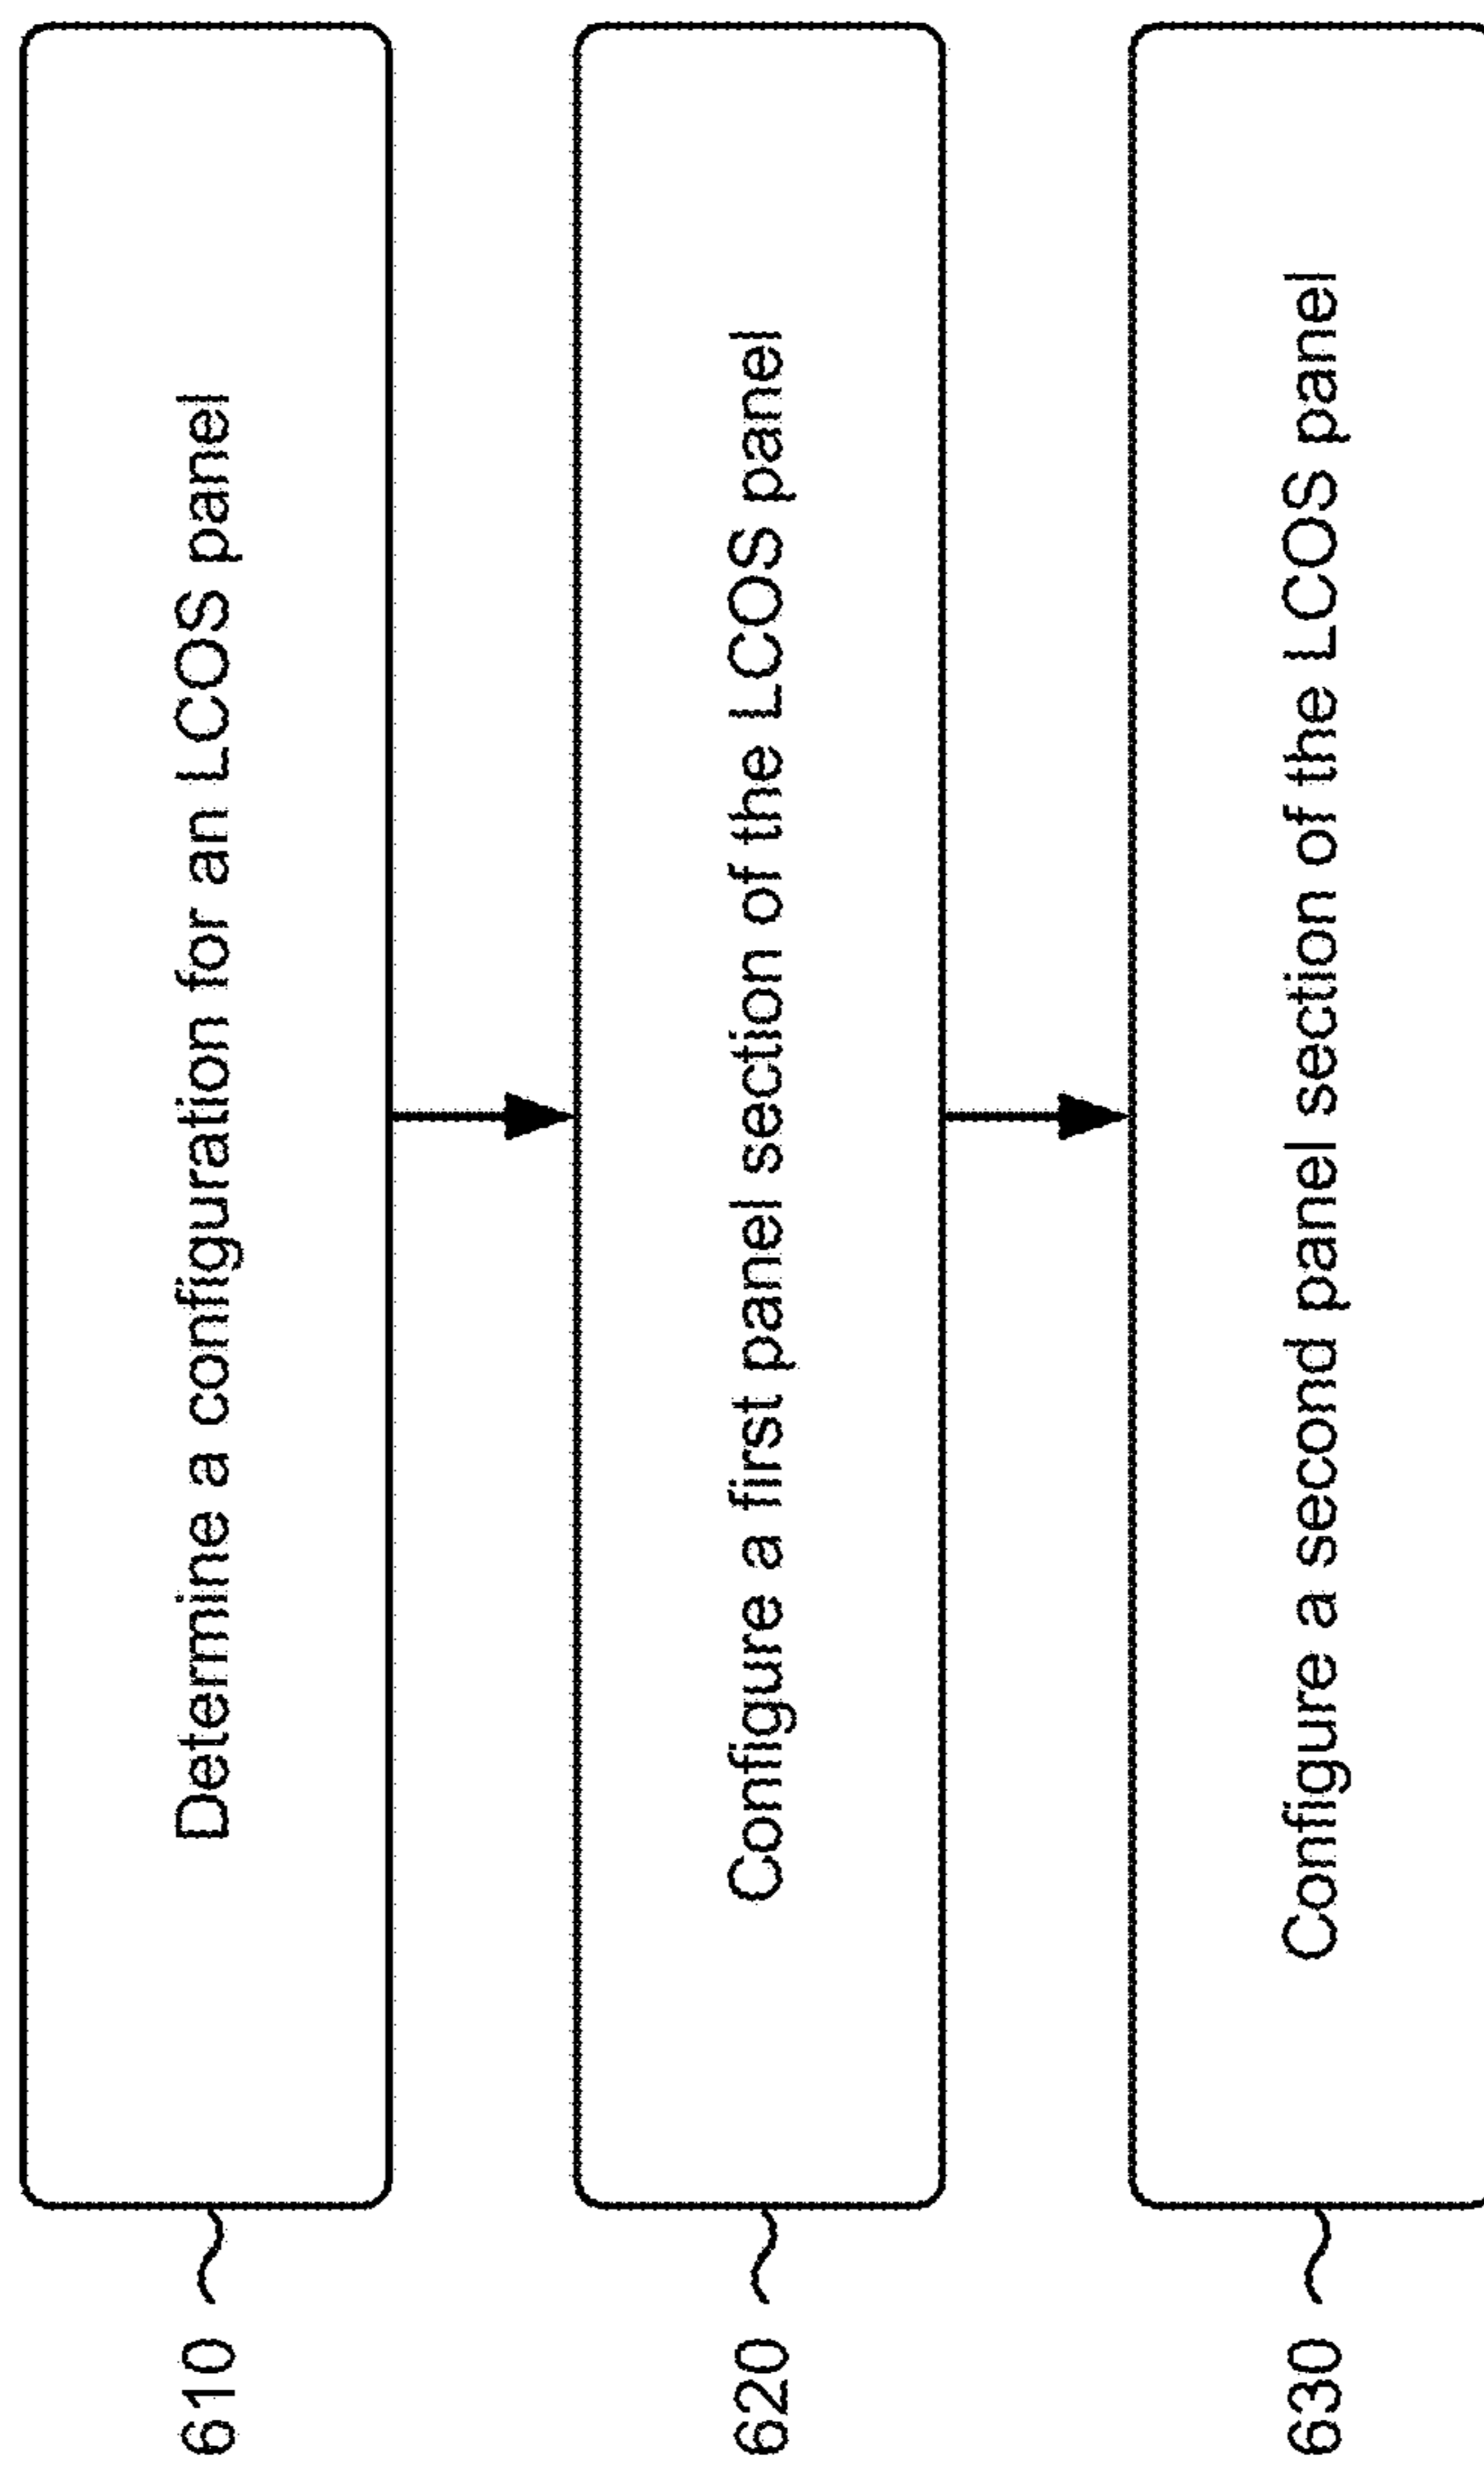 610
Determine a configuration for an LCOS panel
620
Configure a first panel section of the LCOS panel
630
Configure a second panel section of the LCOS panel